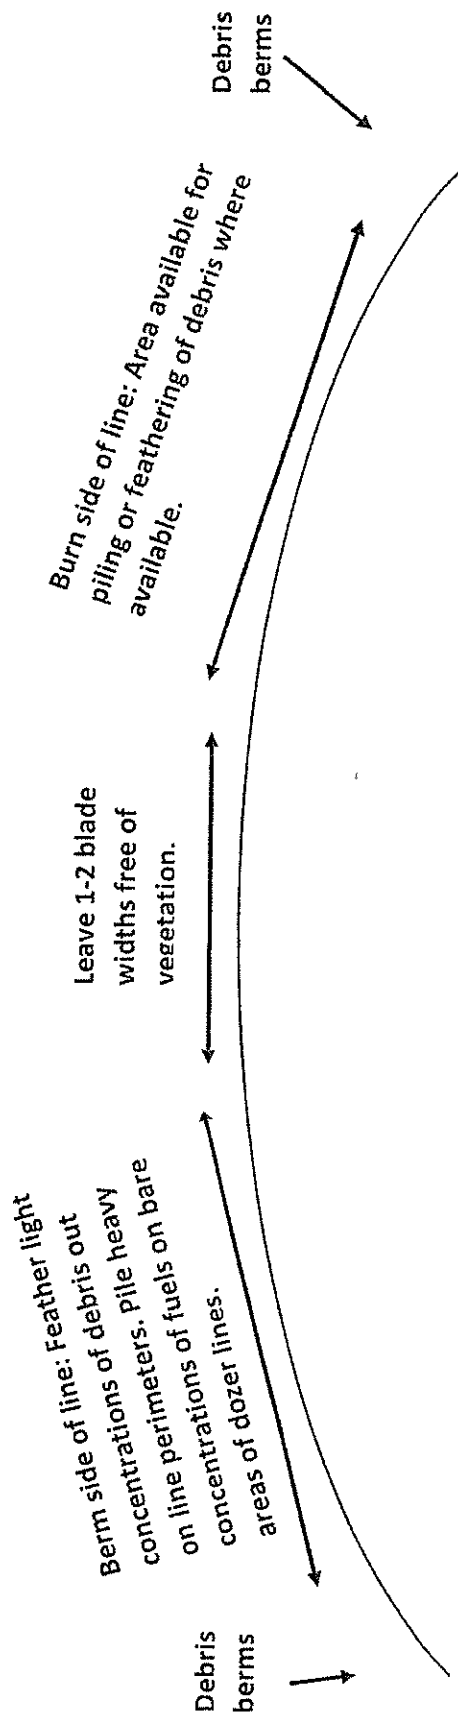 Debris
berms
Berm side of line: Feather light
concentrations of debris out
on line perimeters. Pile heavy
concentrations of fuels on bare
areas of dozer lines.
Leave 1-2 blade
widths free of
vegetation.
Burn side of line: Area available for
piling or feathering of debris where
available.
Debris
berms